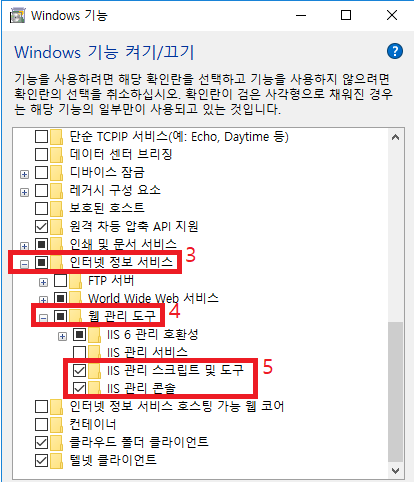 Windows 기능
Windows 기능 켜기/끄기
기능을 사용하려면 해당 확인란을 선택하고 기능을 사용하지 않으려면
확인란의 선택을 취소하십시오. 확인란이 검은 사각형으로 채워진 경우
는 해당 기능의 일부만이 사용되고 있는 것입니다.
단순 TCPIP 서비스(예: Echo, Daytime 등)
데이터 센터 브리징
디바이스 잠금
레거시 구성 요소
보호된 호스트
원격 차등 압축 API 지원
인쇄 및 문서 서비스
인터넷 정보 서비스 3
FTP 서버
World Wide Web 서비스
웹 관리 도구 4
IIS 6 관리 호환성
IIS 관리 서비스
IIS 관리 스크립트 및 도구 5
IIS 관리 콘솔
인터넷 정보 서비스 호스팅 가능 웹 코어
컨테이너
클라우드 폴더 클라이언트
텔넷 클라이언트